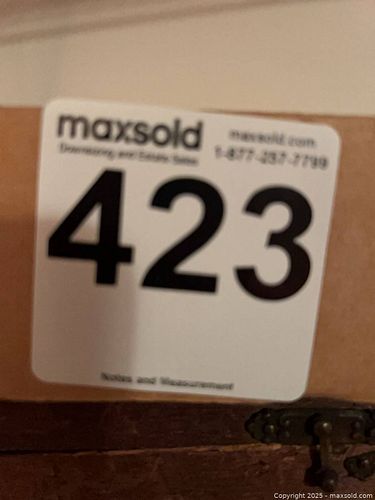 maxsold
Downsizing and Estate Sales
maxsold.com
1-877-257-7799
423
Notes and Measurement
Copyright 2025 - maxsold.com